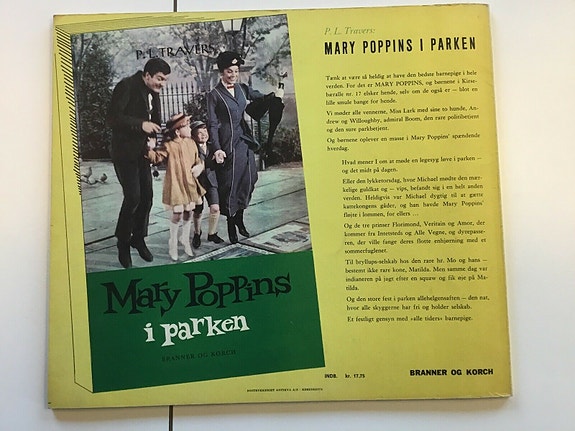 P. L. TRAVERS
Mary Poppins
i parken
BRANNER OG KORCH
P. L. Travers:
MARY POPPINS I PARKEN
Tænk at være så heldig at have den bedste barnepige i hele
verden. For det er MARY POPPINS, og børnene i Kirse-
bæralle nr. 17 elsker hende, selv om de også er — blot en
lille smule bange for hende.
Vi møder alle vennerne, Miss Lark med sine to hunde, An-
drew og Willoughby, admiral Boom, den rare politibetjent
og den sure parkbetjent.
Og børnene oplever en masse i Mary Poppins' spændende
hverdag.
Hvad mener I om at møde en legesyg løve i parken —
og det midt på dagen.
Eller den lykketorsdag, hvor Michael mødte den mær-
kelige guldkat og — vips, befandt sig i en helt anden
verden. Heldigvis var Michael dygtig til at gætte
kattekongens gåder, og han havde Mary Poppins'
fløjte i lommen, for ellers ...
Og de tre prinser Florimond, Veritain og Amor, der
kommer fra Intetsteds og Alle Vegne, og dyrepasse-
ren, der ville fange deres flotte enhjørning med et
sommerfuglenet.
Til bryllups-selskab hos den rare hr. Mo og hans —
bestemt ikke rare kone, Matilda. Men samme dag var
indianeren på jagt efter en squaw og fik øje på Ma-
tilda.
Og den store fest i parken allehelgensaften — den nat,
hvor alle skyggerne har fri og holder selskab.
Et festligt gensyn med »alle tiders« barnepige.
INDB. kr. 17,75
BRANNER OG KORCH